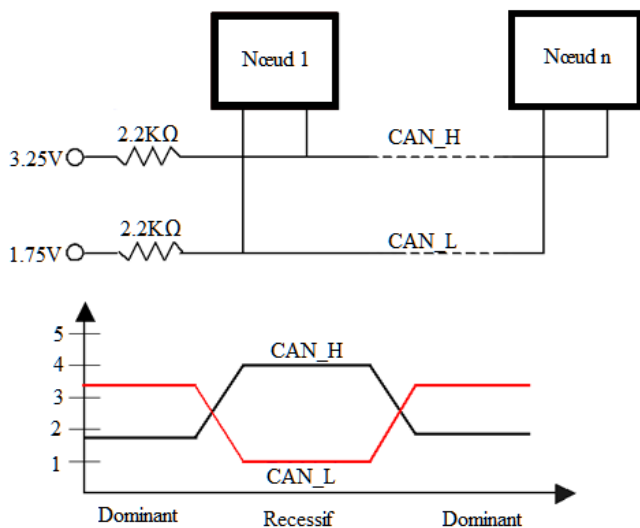 Nœud 1
Nœud n
2.2KΩ
3.25V
CAN_H
2.2KΩ
1.75V
CAN_L
5
4
3
2
1
CAN_H
CAN_L
Dominant
Recessif
Dominant